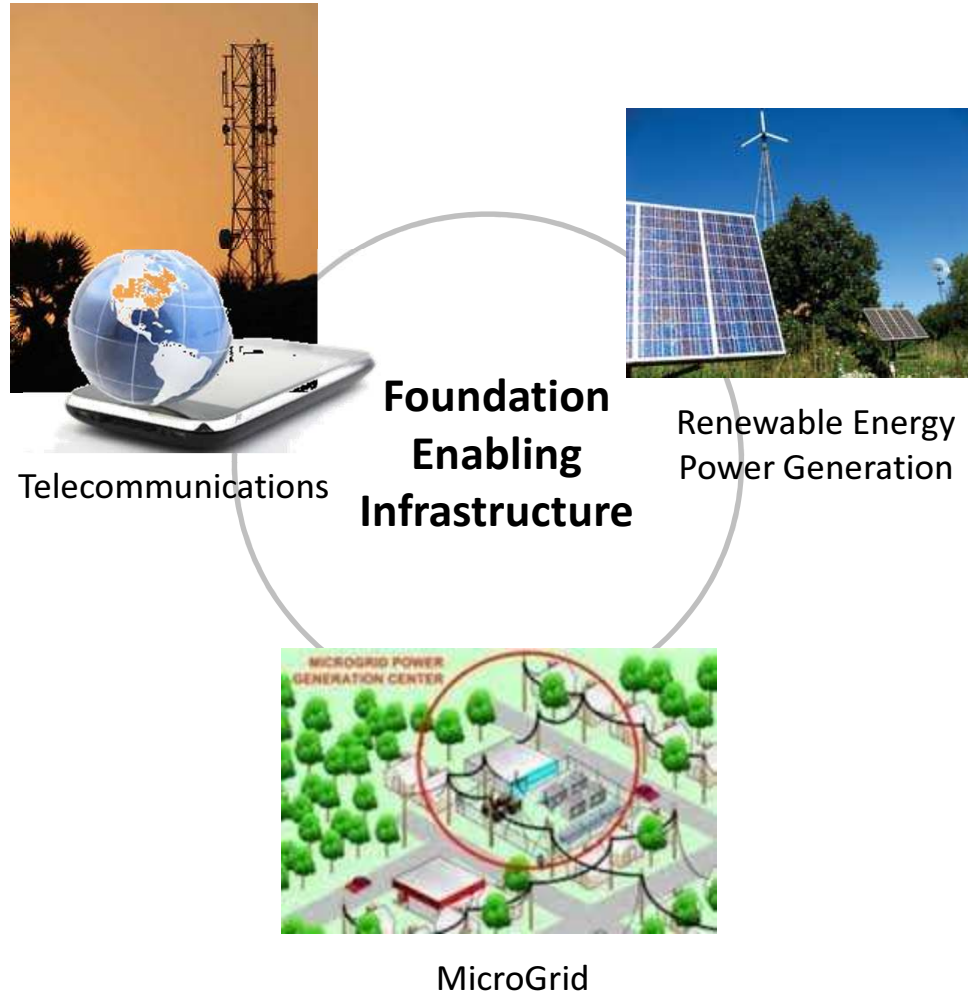 Foundation
Enabling
Infrastructure
Telecommunications
Renewable Energy
Power Generation
MICROGRID POWER
GENERATION CENTER
MicroGrid